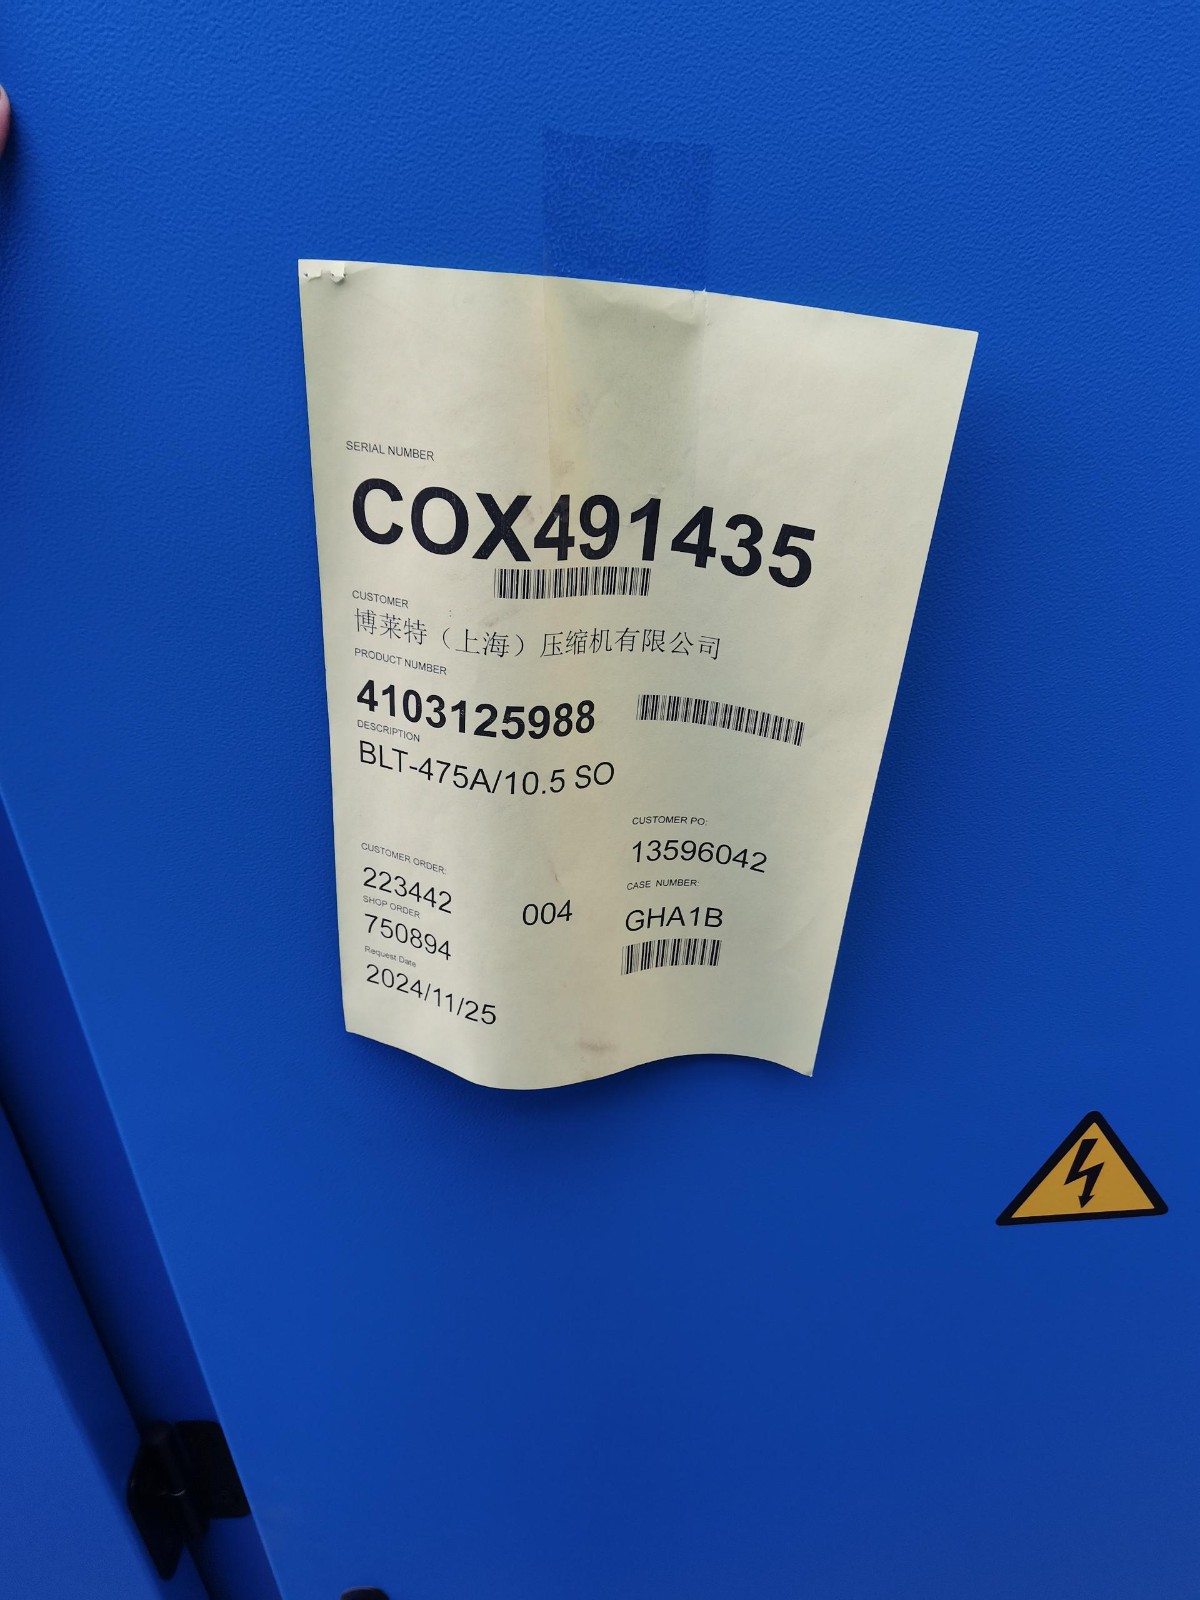 SERIAL NUMBER
COX491435
CUSTOMER
博莱特（上海）压缩机有限公司
PRODUCT NUMBER
4103125988
DESCRIPTION
BLT-475A/10.5 SO
CUSTOMER PO:
13596042
CUSTOMER ORDER:
223442
004
CASE NUMBER:
GHA1B
SHOP ORDER
750894
Request Date
2024/11/25